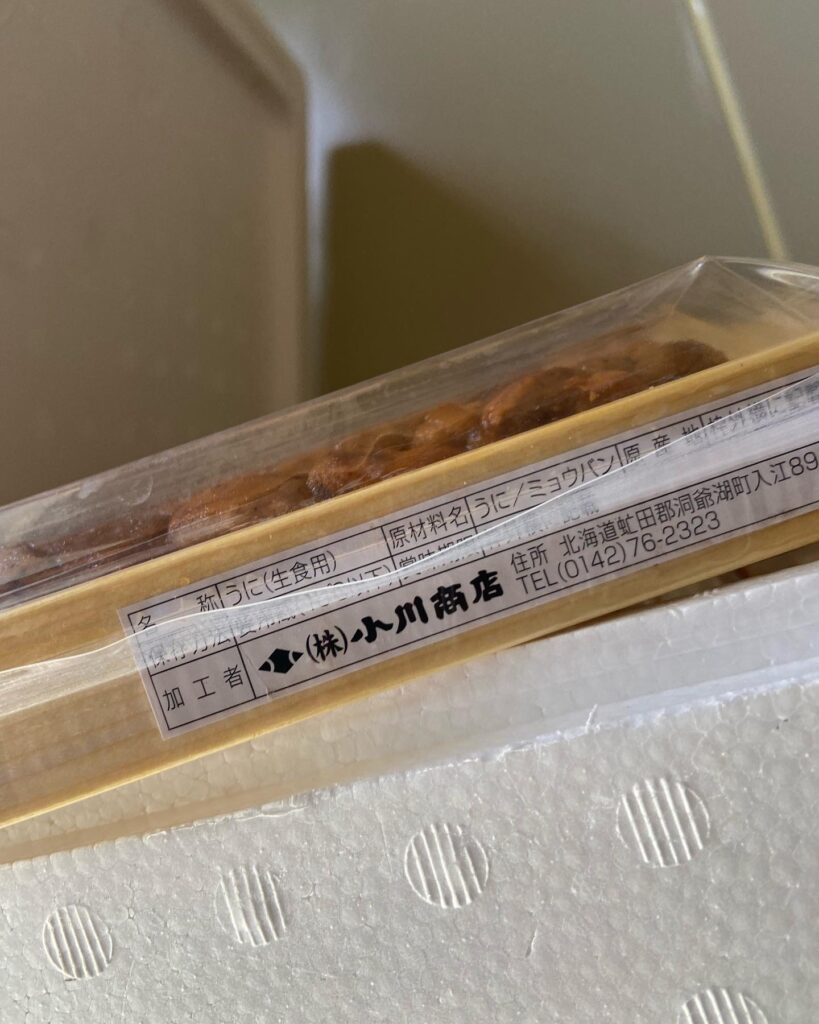 名称 うに(生食用) 原材料名 うに/ミョウバン 原産地
保存方法
加工者 (株)小川商店 住所 北海道虻田郡洞爺湖町入江89
TEL(0142)76-2323